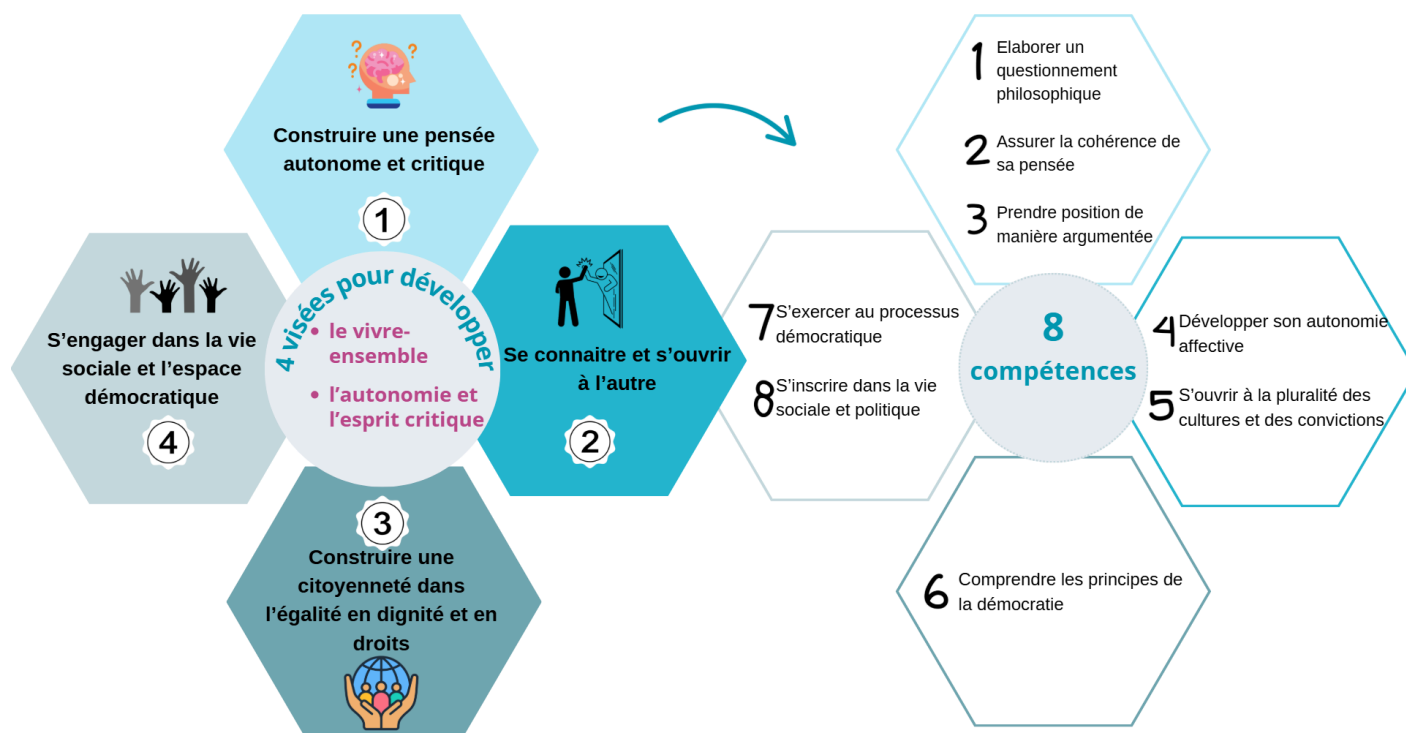 Construire une pensée
autonome et critique
1
4 visées pour développer
• le vivre-
ensemble
• l’autonomie et
l’esprit critique
Se connaitre et s’ouvrir
à l’autre
2
3
Construire une
citoyenneté dans
l’égalité en dignité et en
droits
S’engager dans la vie
sociale et l’espace
démocratique
4
8
compétences
1 Elaborer un
questionnement
philosophique
2 Assurer la cohérence de
sa pensée
3 Prendre position de
manière argumentée
4 Développer son autonomie
affective
5 S’ouvrir à la pluralité des
cultures et des convictions
6 Comprendre les principes de
la démocratie
7 S’exercer au processus
démocratique
8 S’inscrire dans la vie
sociale et politique